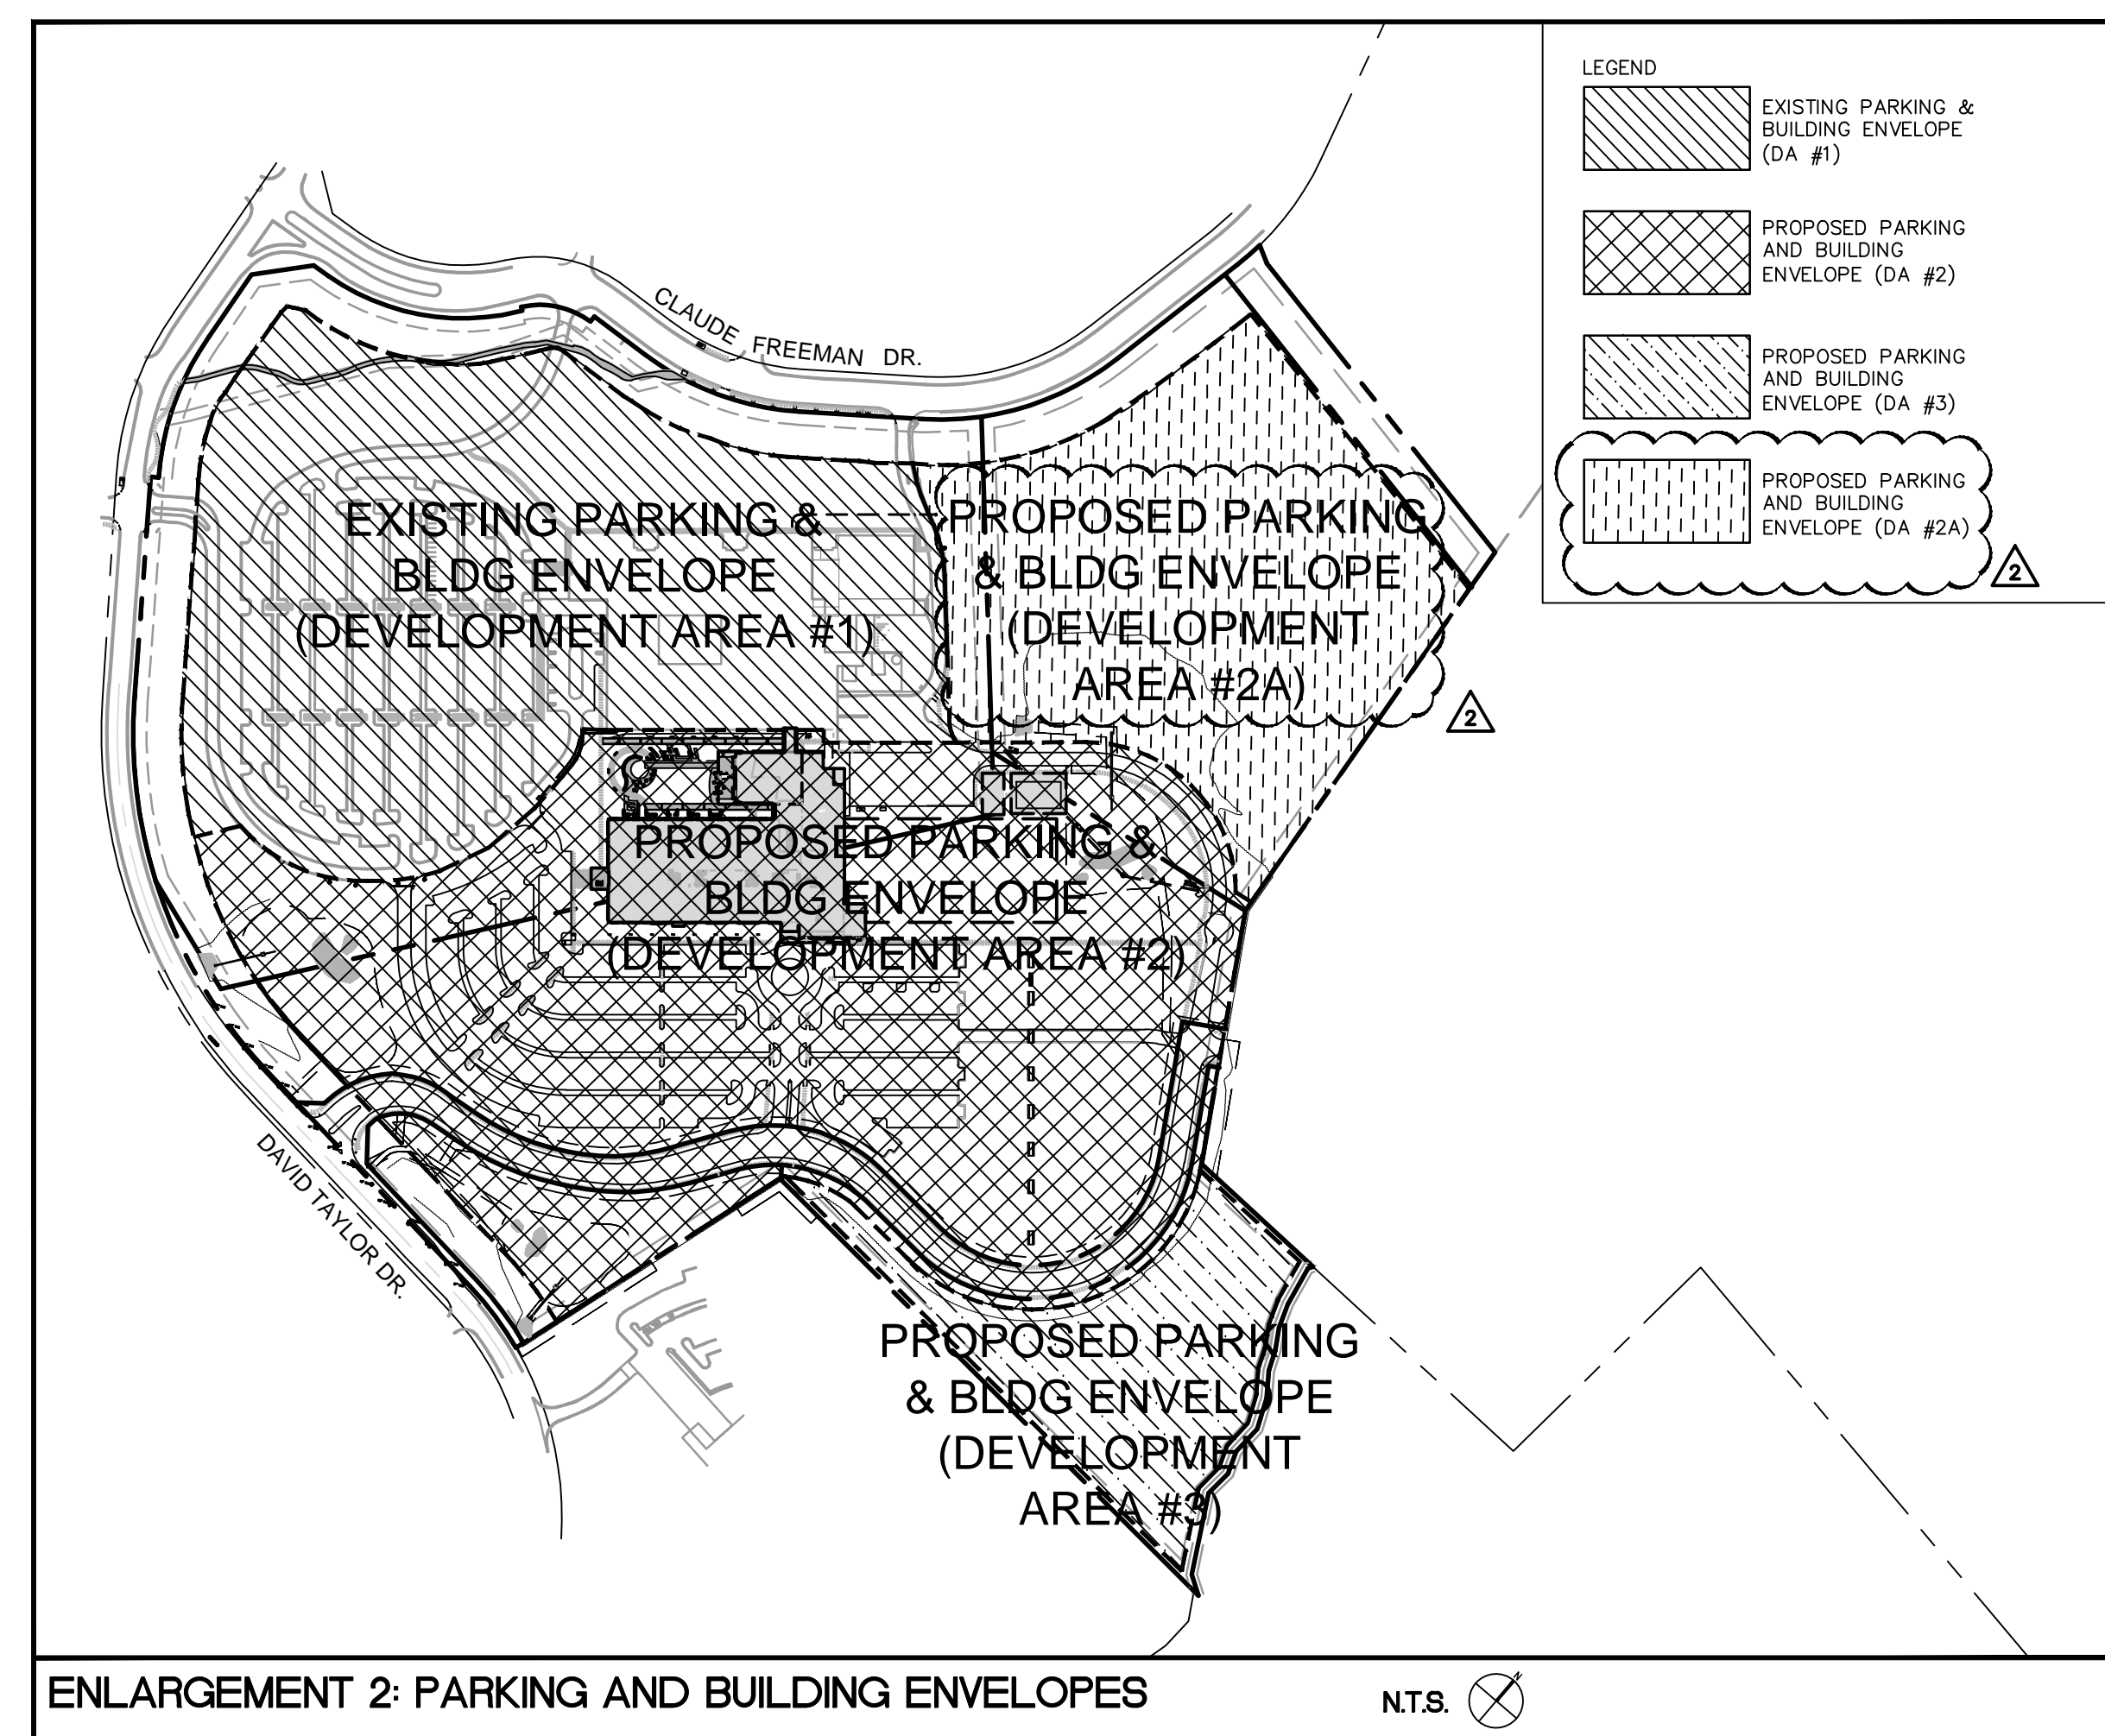 LEGEND
EXISTING PARKING &
BUILDING ENVELOPE
(DA #1)
PROPOSED PARKING
AND BUILDING
ENVELOPE (DA #2)
PROPOSED PARKING
AND BUILDING
ENVELOPE (DA #3)
PROPOSED PARKING
AND BUILDING
ENVELOPE (DA #2A)
2
CLAUDE FREEMAN DR.
EXISTING PARKING &
BLDG ENVELOPE
(DEVELOPMENT AREA #1)
PROPOSED PARKING
& BLDG ENVELOPE
(DEVELOPMENT
AREA #2A)
2
PROPOSED PARKING &
BLDG ENVELOPE
(DEVELOPMENT AREA #2)
DAVID TAYLOR DR.
PROPOSED PARKING
& BLDG ENVELOPE
(DEVELOPMENT
AREA #3)
ENLARGEMENT 2: PARKING AND BUILDING ENVELOPES
N.T.S.
N